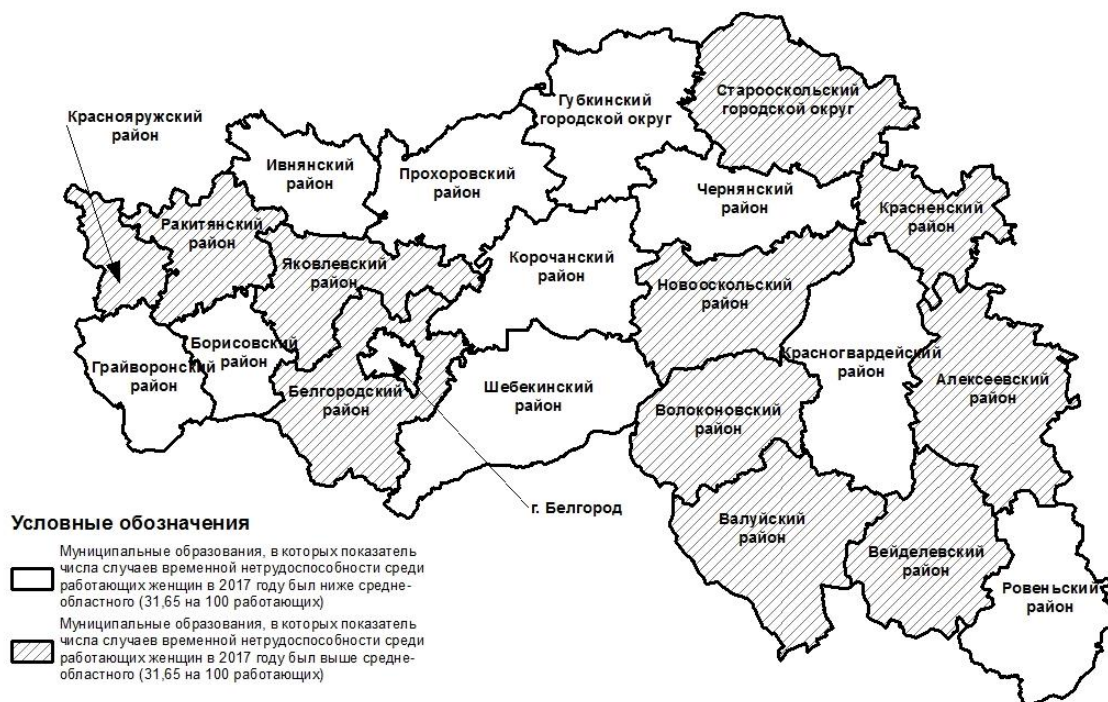 Старооскольский
городской округ
Губкинский
городской округ
Краснояружский
район
Ивнянский
район
Прохоровский
район
Чернянский
район
Красненский
район
Ракитянский
район
Яковлевский
район
Корочанский
район
Новооскольский
район
Борисовский
район
Грайворонский
район
Красногвардейский
район
Алексеевский
район
Белгородский
район
Шебекинский
район
Волоконовский
район
г. Белгород
Валуйский
район
Вейделевский
район
Ровеньский
район
Условные обозначения
Муниципальные образования, в которых показатель
числа случаев временной нетрудоспособности среди
работающих женщин в 2017 году был ниже средне-
областного (31,65 на 100 работающих)
Муниципальные образования, в которых показатель
числа случаев временной нетрудоспособности среди
работающих женщин в 2017 году был выше средне-
областного (31,65 на 100 работающих)